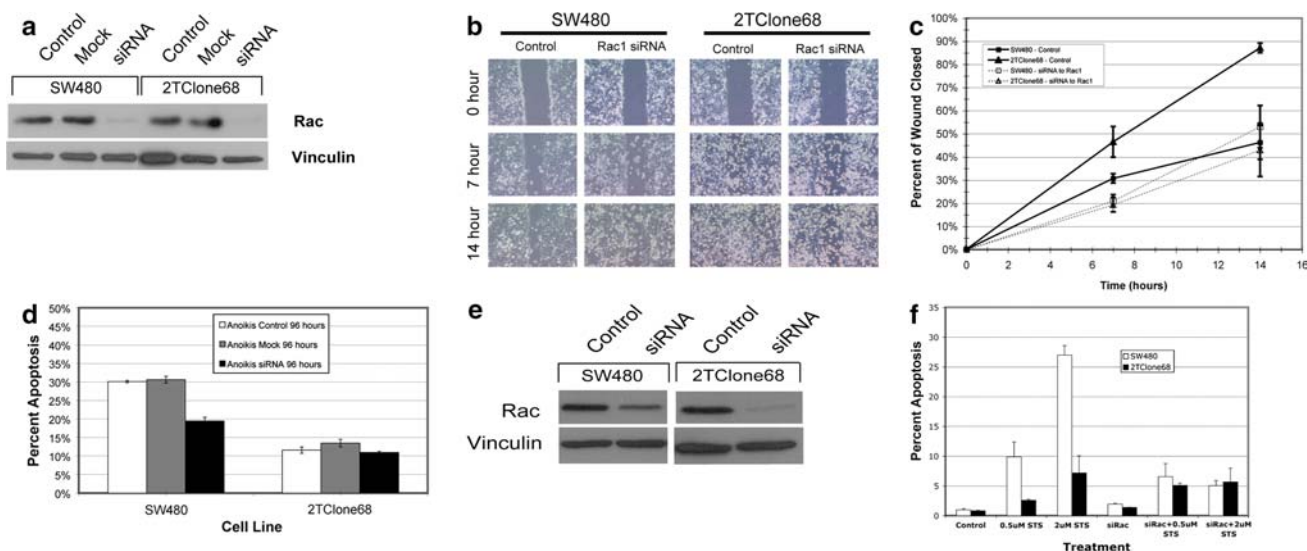 a
Control
Mock
siRNA
Control
Mock
siRNA
SW480
2TClone68
Rac
Vinculin
b
SW480
2TClone68
Control
Rac1 siRNA
Control
Rac1 siRNA
0 hour
7 hour
14 hour
c
Percent of Wound Closed
100%
90%
80%
70%
60%
50%
40%
30%
20%
10%
0%
SW480 - Control
2TClone68 - Control
SW480 - siRNA to Rac1
2TClone68 - siRNA to Rac1
0 2 4 6 8 10 12 14 16
Time (hours)
d
Percent Apoptosis
50%
45%
40%
35%
30%
25%
20%
15%
10%
5%
0%
Anoikis Control 96 hours
Anoikis Mock 96 hours
Anoikis siRNA 96 hours
SW480
2TClone68
Cell Line
e
Control
siRNA
Control
siRNA
SW480
2TClone68
Rac
Vinculin
f
Percent Apoptosis
35
30
25
20
15
10
5
0
SW480
2TClone68
Control
0.5uM STS
2uM STS
siRac
siRac+0.5uM STS
siRac+2uM STS
Treatment